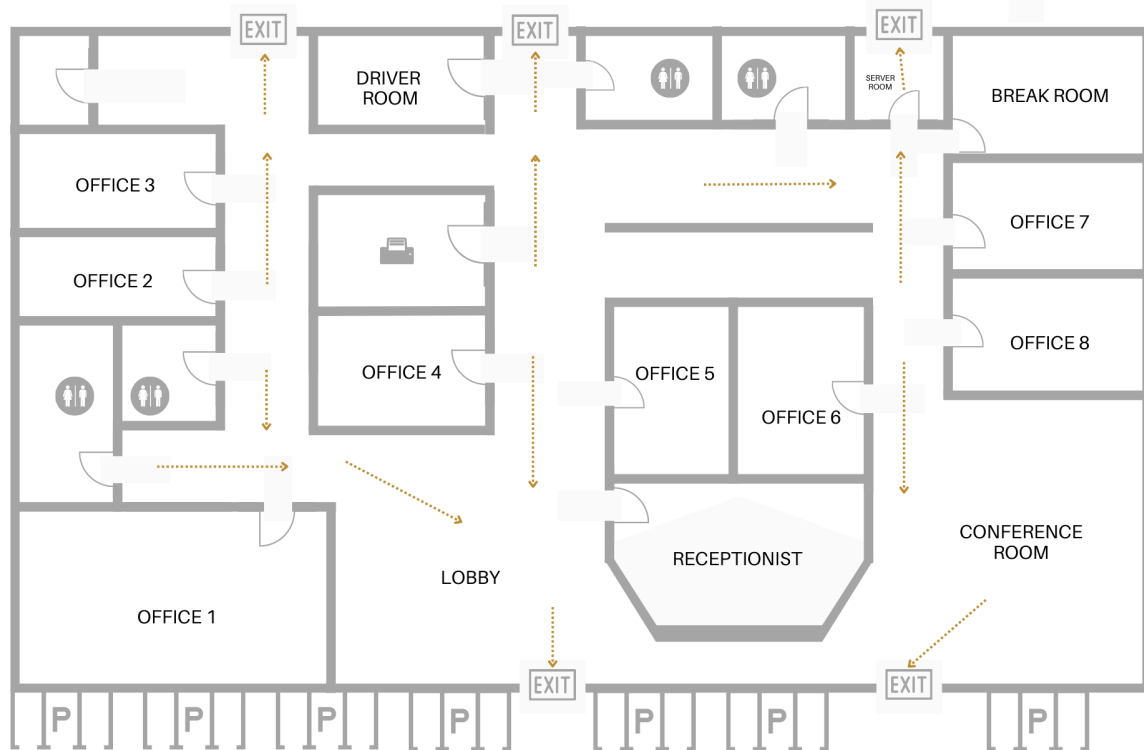 EXIT
EXIT
EXIT
DRIVER
ROOM
SERVER
ROOM
BREAK ROOM
OFFICE 3
OFFICE 7
OFFICE 2
OFFICE 8
OFFICE 4
OFFICE 5
OFFICE 6
CONFERENCE
ROOM
RECEPTIONIST
LOBBY
OFFICE 1
EXIT
EXIT
P
P
P
P
P
P
P